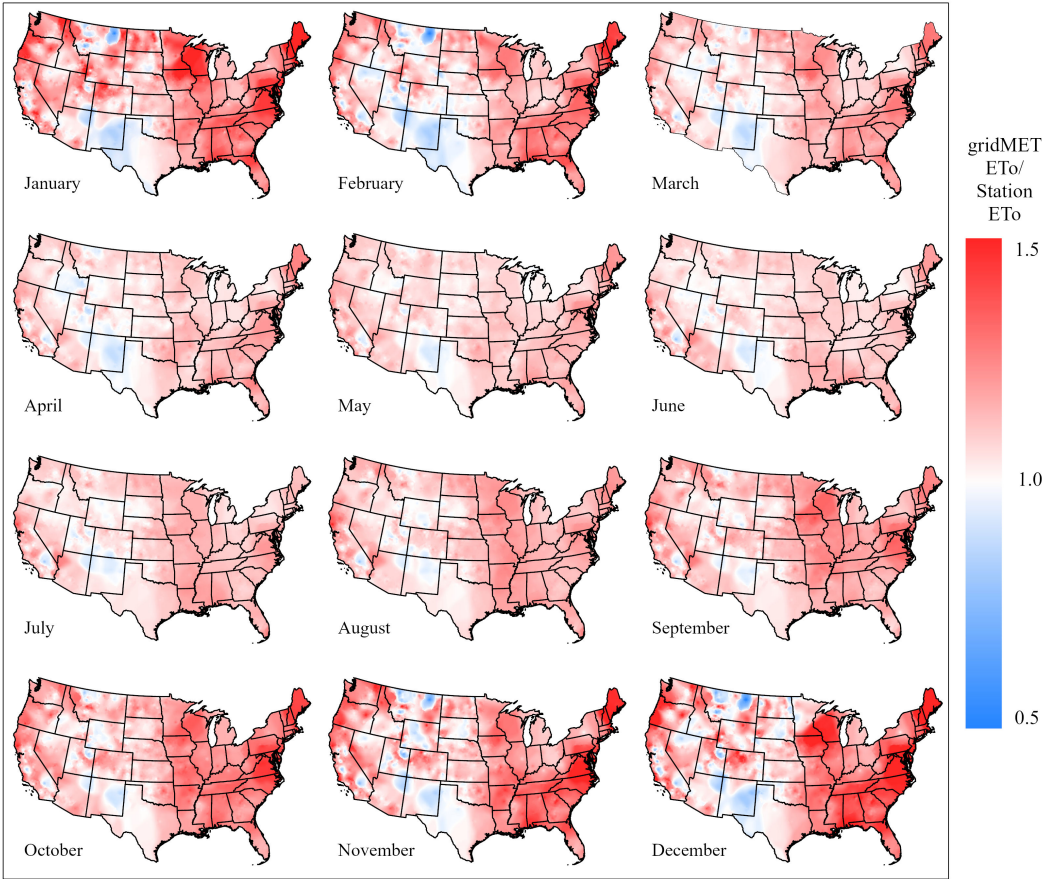 January
February
March
gridMET
ETo/
Station
ETo
1.5
April
May
June
1.0
July
August
September
0.5
October
November
December